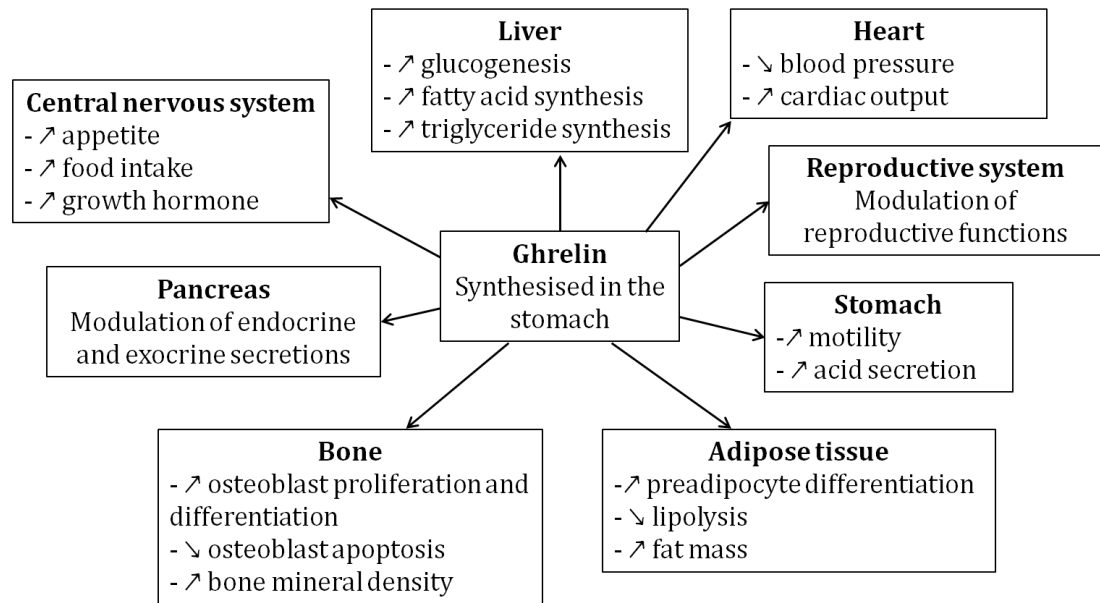 Liver
- ↗ glucogenesis
- ↗ fatty acid synthesis
- ↗ triglyceride synthesis
Heart
- ↘ blood pressure
- ↗ cardiac output
Central nervous system
- ↗ appetite
- ↗ food intake
- ↗ growth hormone
Reproductive system
Modulation of
reproductive functions
Ghrelin
Synthesised in the
stomach
Pancreas
Modulation of endocrine
and exocrine secretions
Stomach
-↗ motility
- ↗ acid secretion
Bone
- ↗ osteoblast proliferation and
differentiation
- ↘ osteoblast apoptosis
- ↗ bone mineral density
Adipose tissue
-↗ preadipocyte differentiation
- ↘ lipolysis
- ↗ fat mass